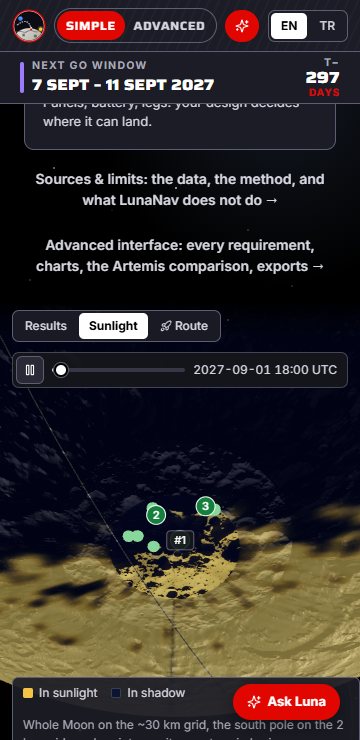 SIMPLE ADVANCED EN TR
NEXT GO WINDOW
7 SEPT – 11 SEPT 2027
T–
297
DAYS
Panels, battery, legs: your design decides
where it can land.
Sources & limits: the data, the method, and
what LunaNav does not do →
Advanced interface: every requirement,
charts, the Artemis comparison, exports →
Results Sunlight Route
2027-09-01 18:00 UTC
2
3
#1
In sunlight In shadow
Ask Luna
Whole Moon on the ~30 km grid, the south pole on the 2